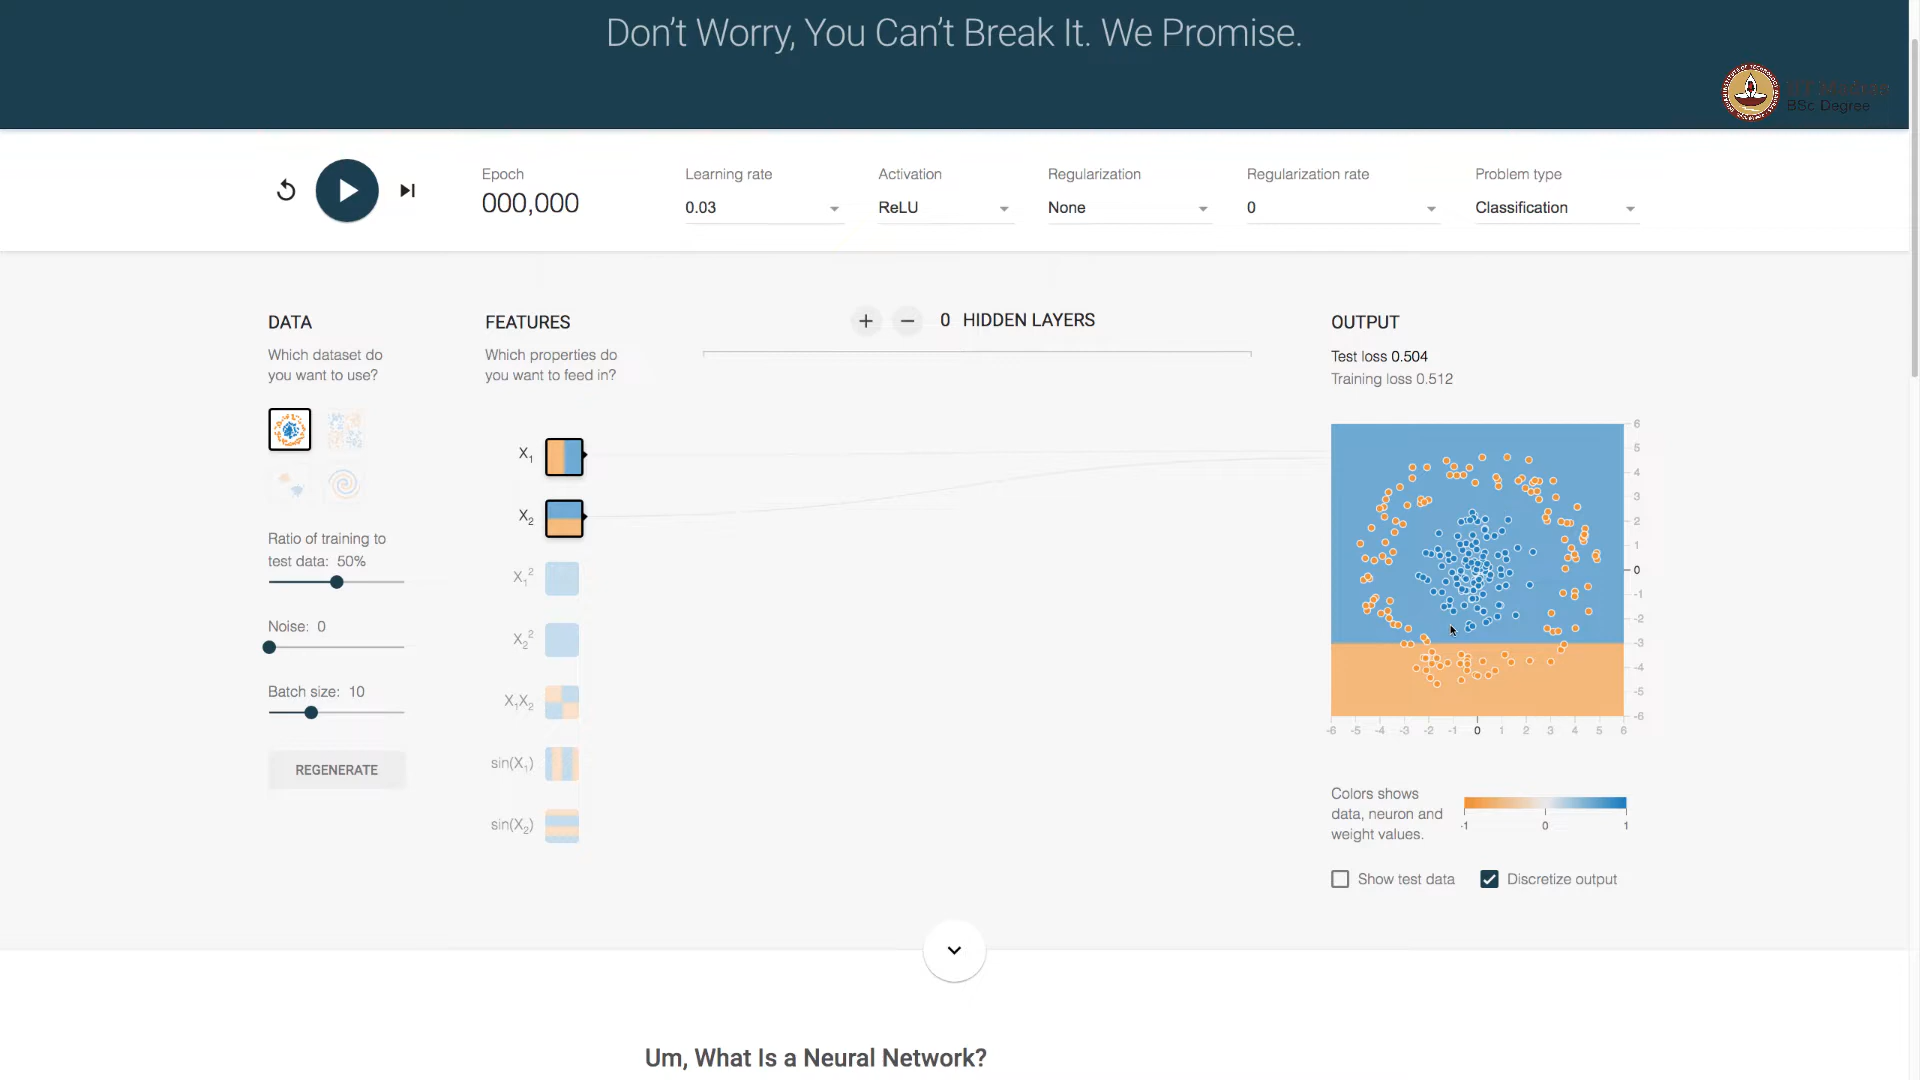 Don't Worry, You Can't Break It. We Promise.
BSc Degree
Epoch
000,000
Learning rate
0.03
Activation
ReLU
Regularization
None
Regularization rate
0
Problem type
Classification
DATA
Which dataset do
you want to use?
Ratio of training to
test data: 50%
Noise: 0
Batch size: 10
REGENERATE
FEATURES
Which properties do
you want to feed in?
X1
X2
X1²
X2²
X1X2
sin(X1)
sin(X2)
+ − 0 HIDDEN LAYERS
OUTPUT
Test loss 0.504
Training loss 0.512
6
5
4
3
2
1
0
-1
-2
-3
-4
-5
-6
-6 -5 -4 -3 -2 -1 0 1 2 3 4 5 6
Colors shows
data, neuron and
weight values.
-1 0 1
Show test data
Discretize output
Um, What Is a Neural Network?